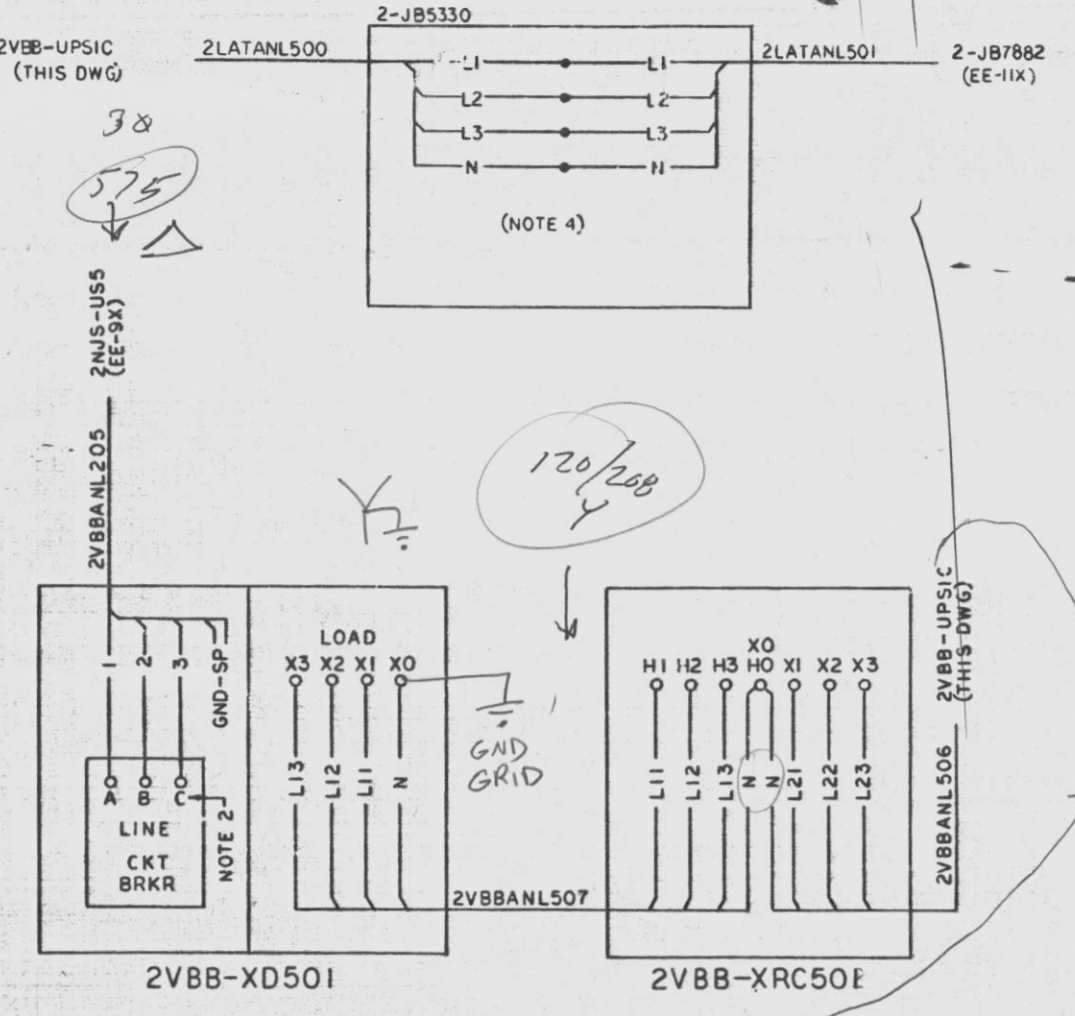 2-JB5330
2VBB-UPSIC
(THIS DWG)
2LATANL500
L1 L1
L2 L2
L3 L3
N N
(NOTE 4)
2LATANL501
2-JB7882
(EE-11X)
575
2NJS-US5
(EE-9X)
2VBBANL205
120/208
Y
1 2 3 GND-SP
A B C
LINE
CKT
BRKR
NOTE 2
LOAD
X3 X2 X1 X0
L13 L12 L11 N
GND
GRID
2VBB-XD501
2VBBANL507
X0
H1 H2 H3 H0 X1 X2 X3
L11 L12 L13 N N L21 L22 L23
2VBB-UPSIC
(THIS DWG)
2VBBANL506
2VBB-XRC501